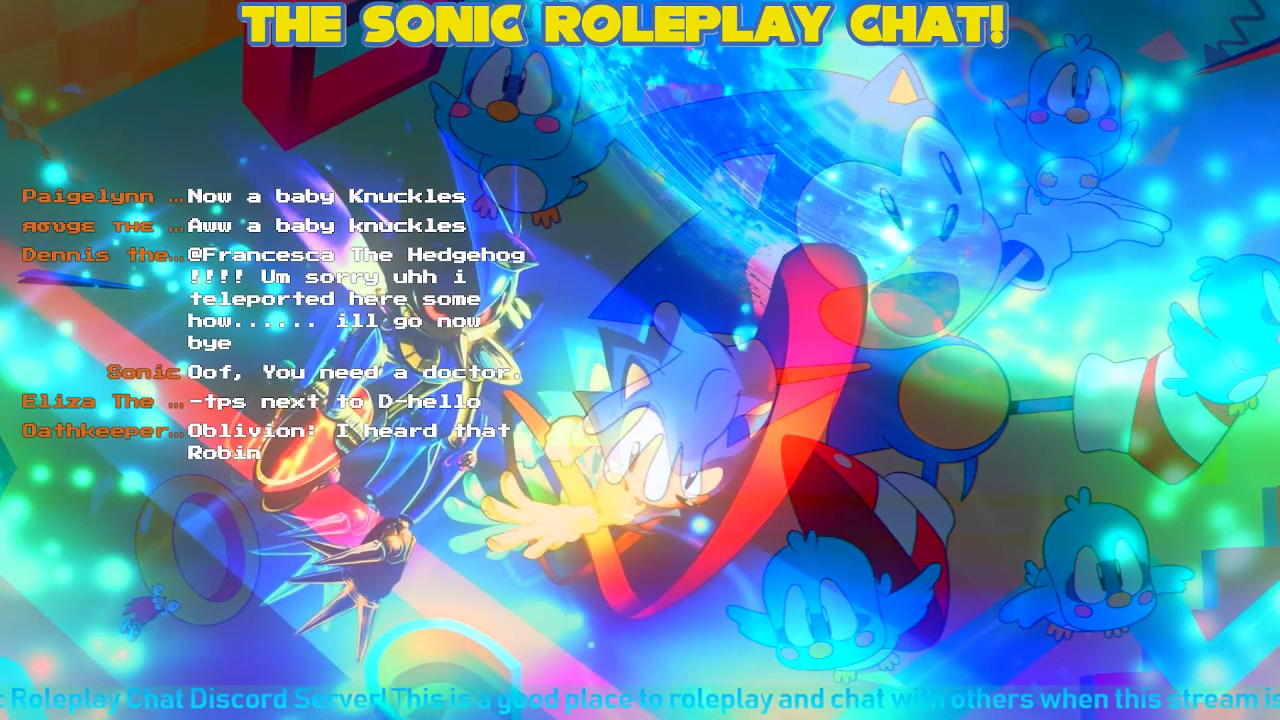 THE SONIC ROLEPLAY CHAT!
Paigelynn ... Now a baby Knuckles
ЯσυgΣ ƬΉΣ ... Aww a baby knuckles
Dennis the... @Francesca The Hedgehog
!!!! Um sorry uhh i
teleported here some
how...... ill go now
bye
Sonic Oof, You need a doctor.
Eliza The ... -tps next to D-hello
Oathkeeper... Oblivion: I heard that
Robin
c Roleplay Chat Discord Server! This is a good place to roleplay and chat with others when this stream is